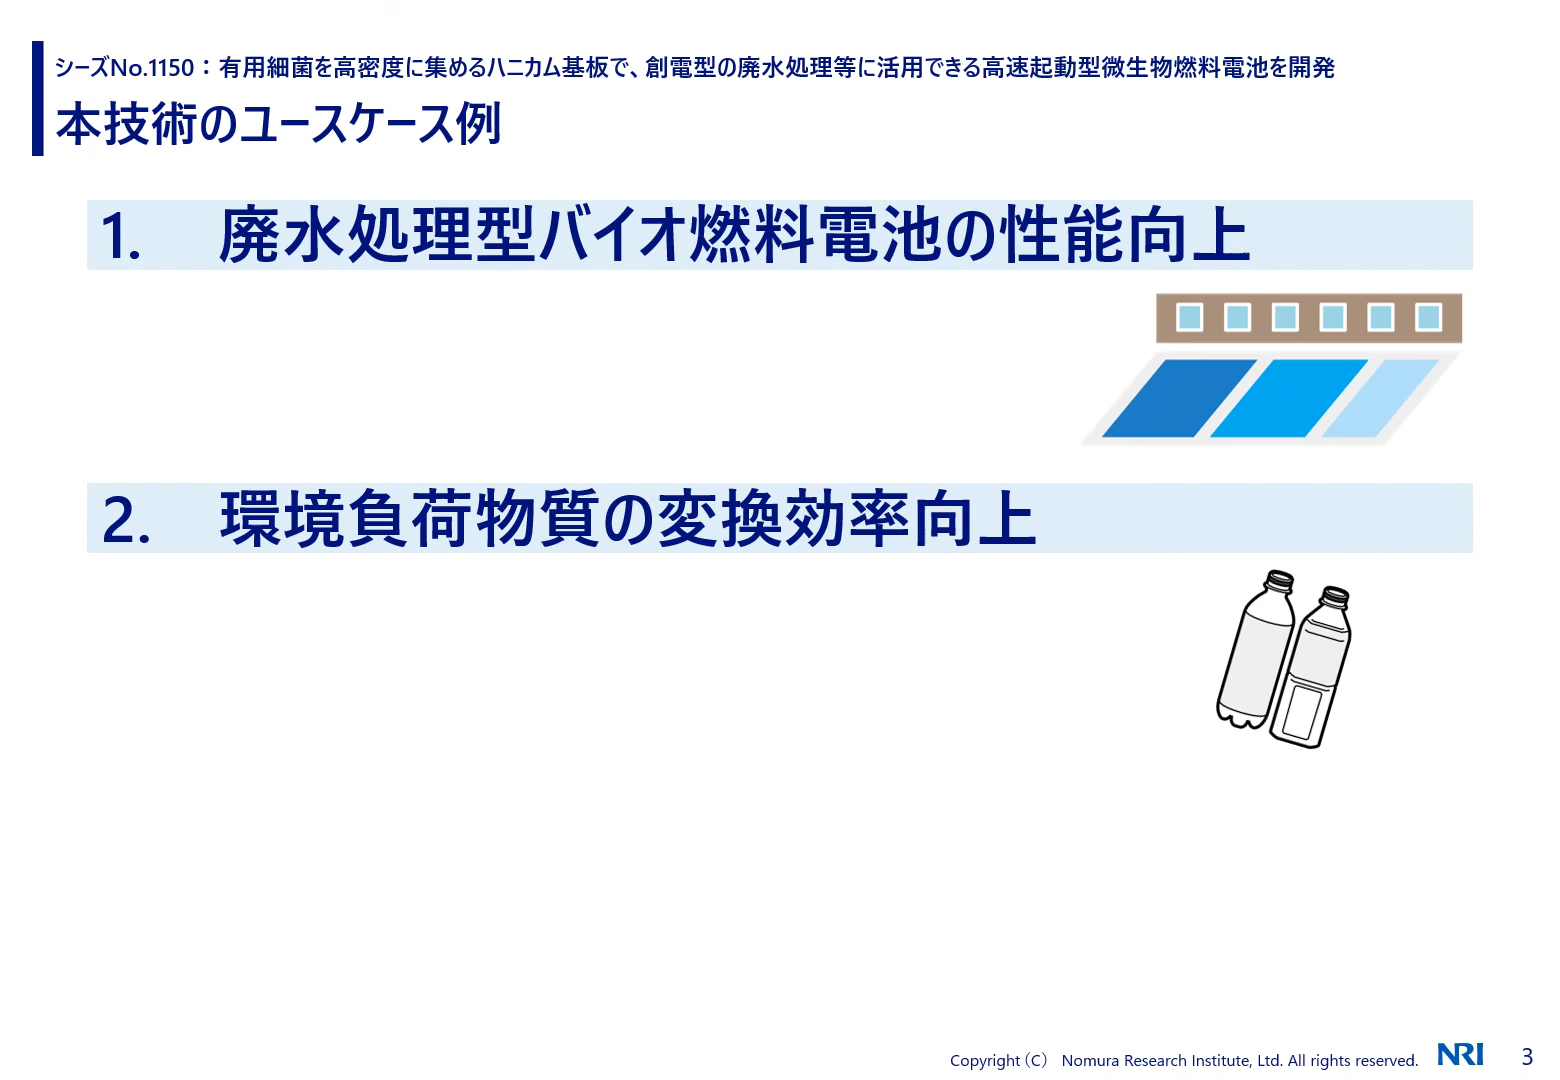 シーズNo.1150：有用細菌を高密度に集めるハニカム基板で、創電型の廃水処理等に活用できる高速起動型微生物燃料電池を開発
本技術のユースケース例
1. 廃水処理型バイオ燃料電池の性能向上
2. 環境負荷物質の変換効率向上
Copyright（C） Nomura Research Institute, Ltd. All rights reserved. NRI 3